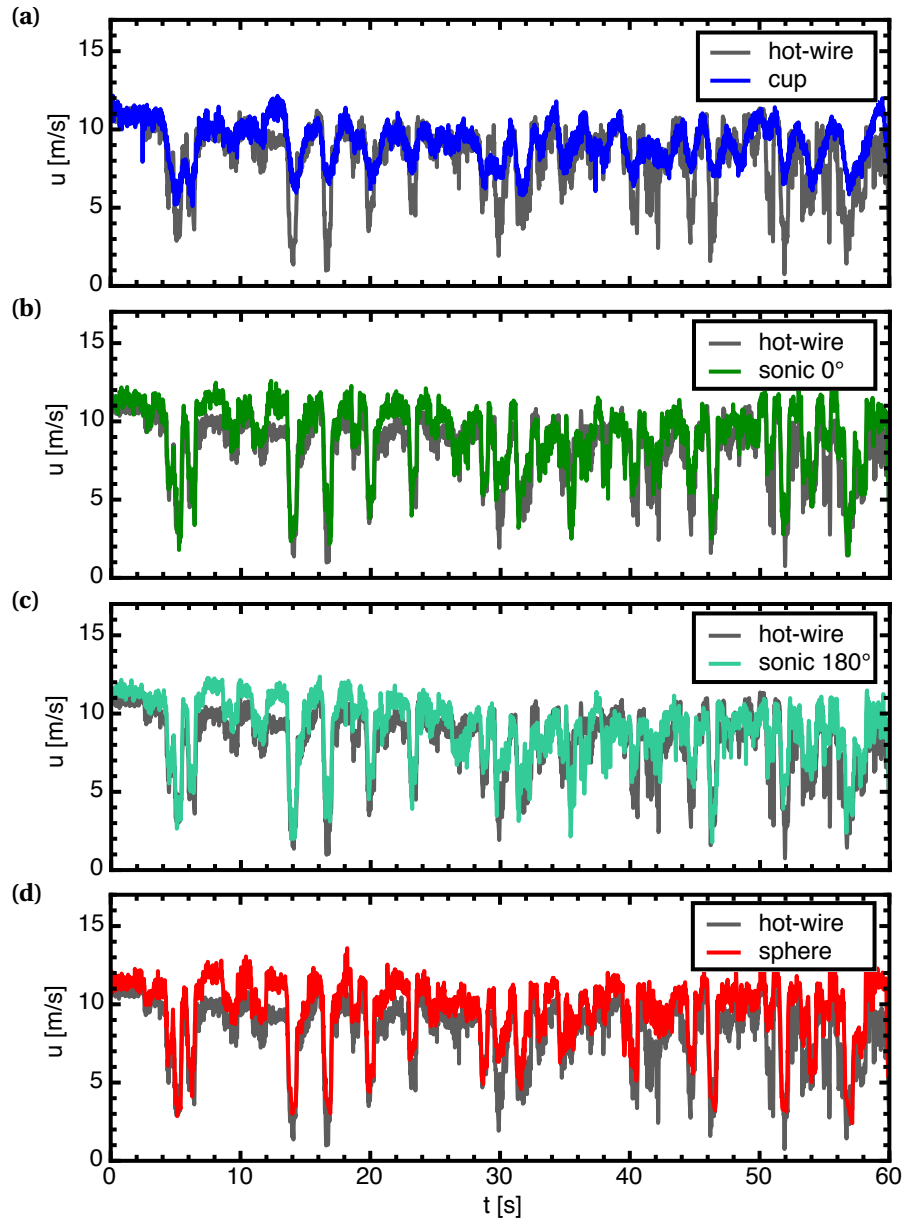 (a)
15
10
5
0
u [m/s]
hot-wire
cup
(b)
15
10
5
0
u [m/s]
hot-wire
sonic 0°
(c)
15
10
5
0
u [m/s]
hot-wire
sonic 180°
(d)
15
10
5
0
u [m/s]
hot-wire
sphere
0 10 20 30 40 50 60
t [s]